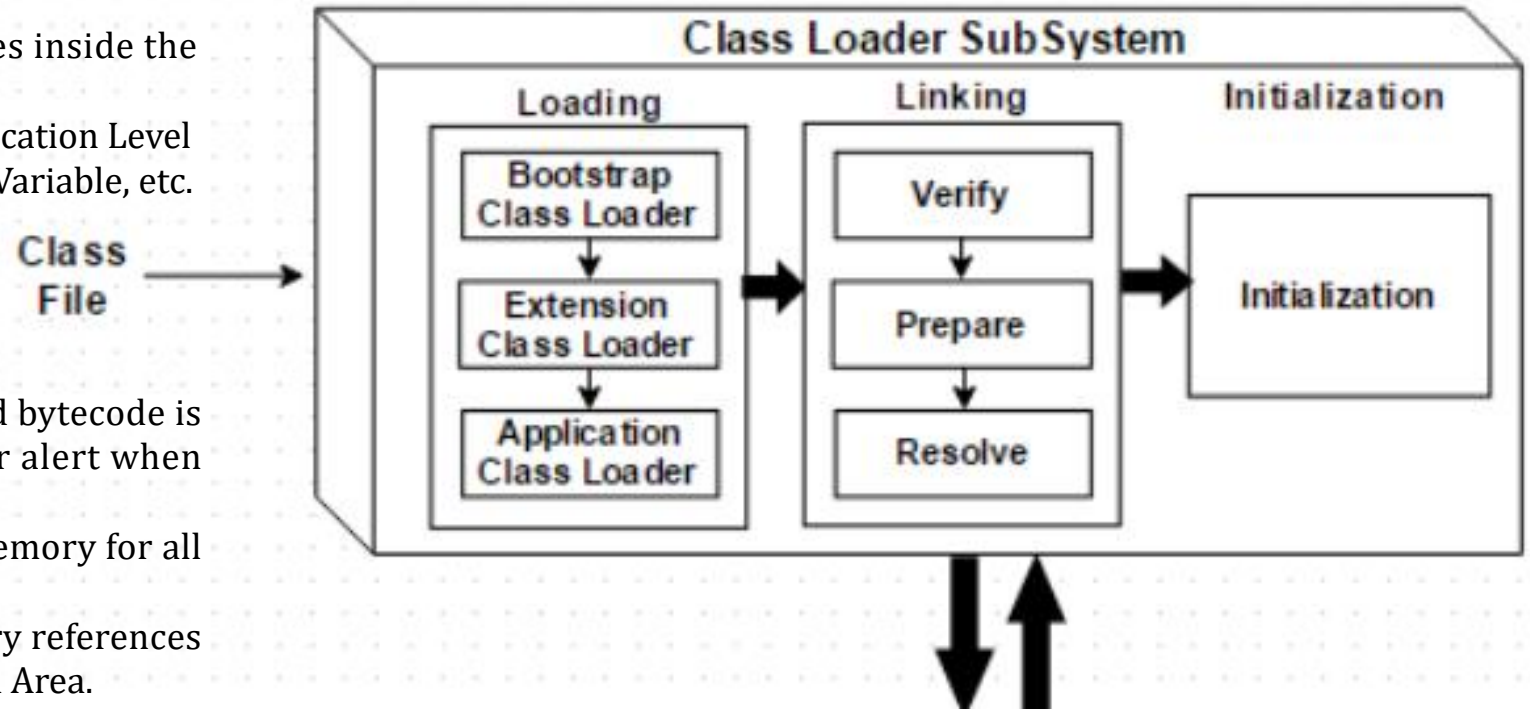 es inside the
cation Level
Variable, etc.
d bytecode is
r alert when
emory for all
ry references
Area.
Class
File
Class Loader SubSystem
Loading
Bootstrap
Class Loader
Extension
Class Loader
Application
Class Loader
Linking
Verify
Prepare
Resolve
Initialization
Initialization